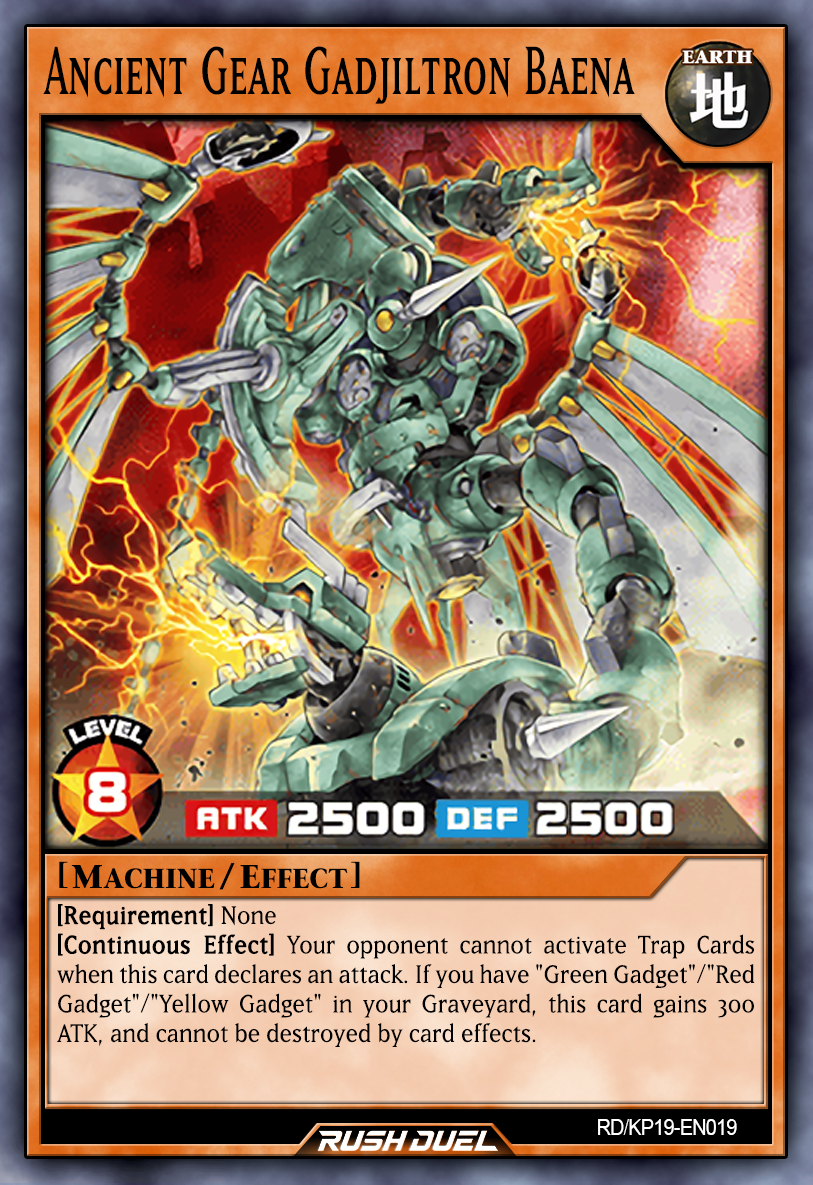 Ancient Gear Gadjiltron Baena
EARTH
地
LEVEL
8
ATK 2500 DEF 2500
[Machine/Effect]
[Requirement] None
[Continuous Effect] Your opponent cannot activate Trap Cards
when this card declares an attack. If you have "Green Gadget"/"Red
Gadget"/"Yellow Gadget" in your Graveyard, this card gains 300
ATK, and cannot be destroyed by card effects.
RD/KP19-EN019
RUSH DUEL